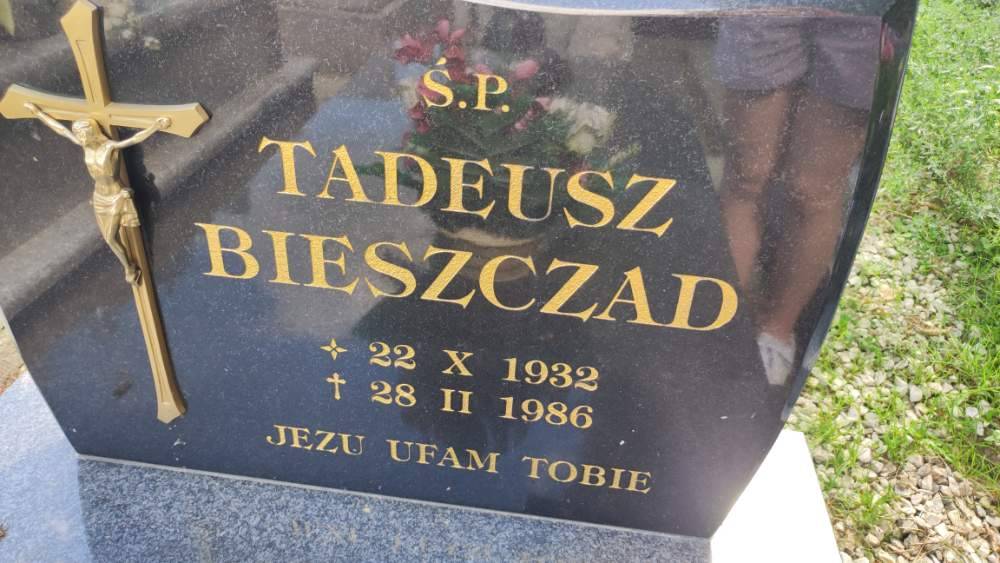 Ś.P.
TADEUSZ
BIESZCZAD
22 X 1932
28 II 1986
JEZU UFAM TOBIE